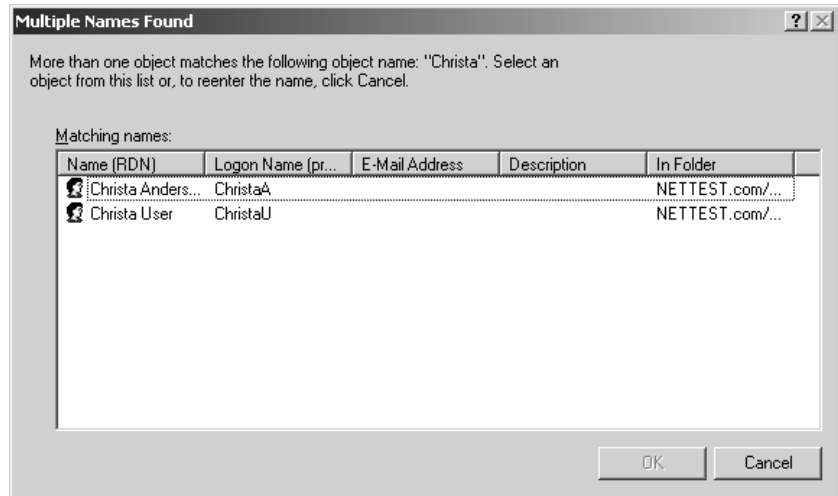 Multiple Names Found
More than one object matches the following object name: "Christa". Select an
object from this list or, to reenter the name, click Cancel.
Matching names:
Name (RDN) Logon Name (pr... E-Mail Address Description In Folder
Christa Anders... ChristaA NETTEST.com/...
Christa User ChristaU NETTEST.com/...
OK Cancel